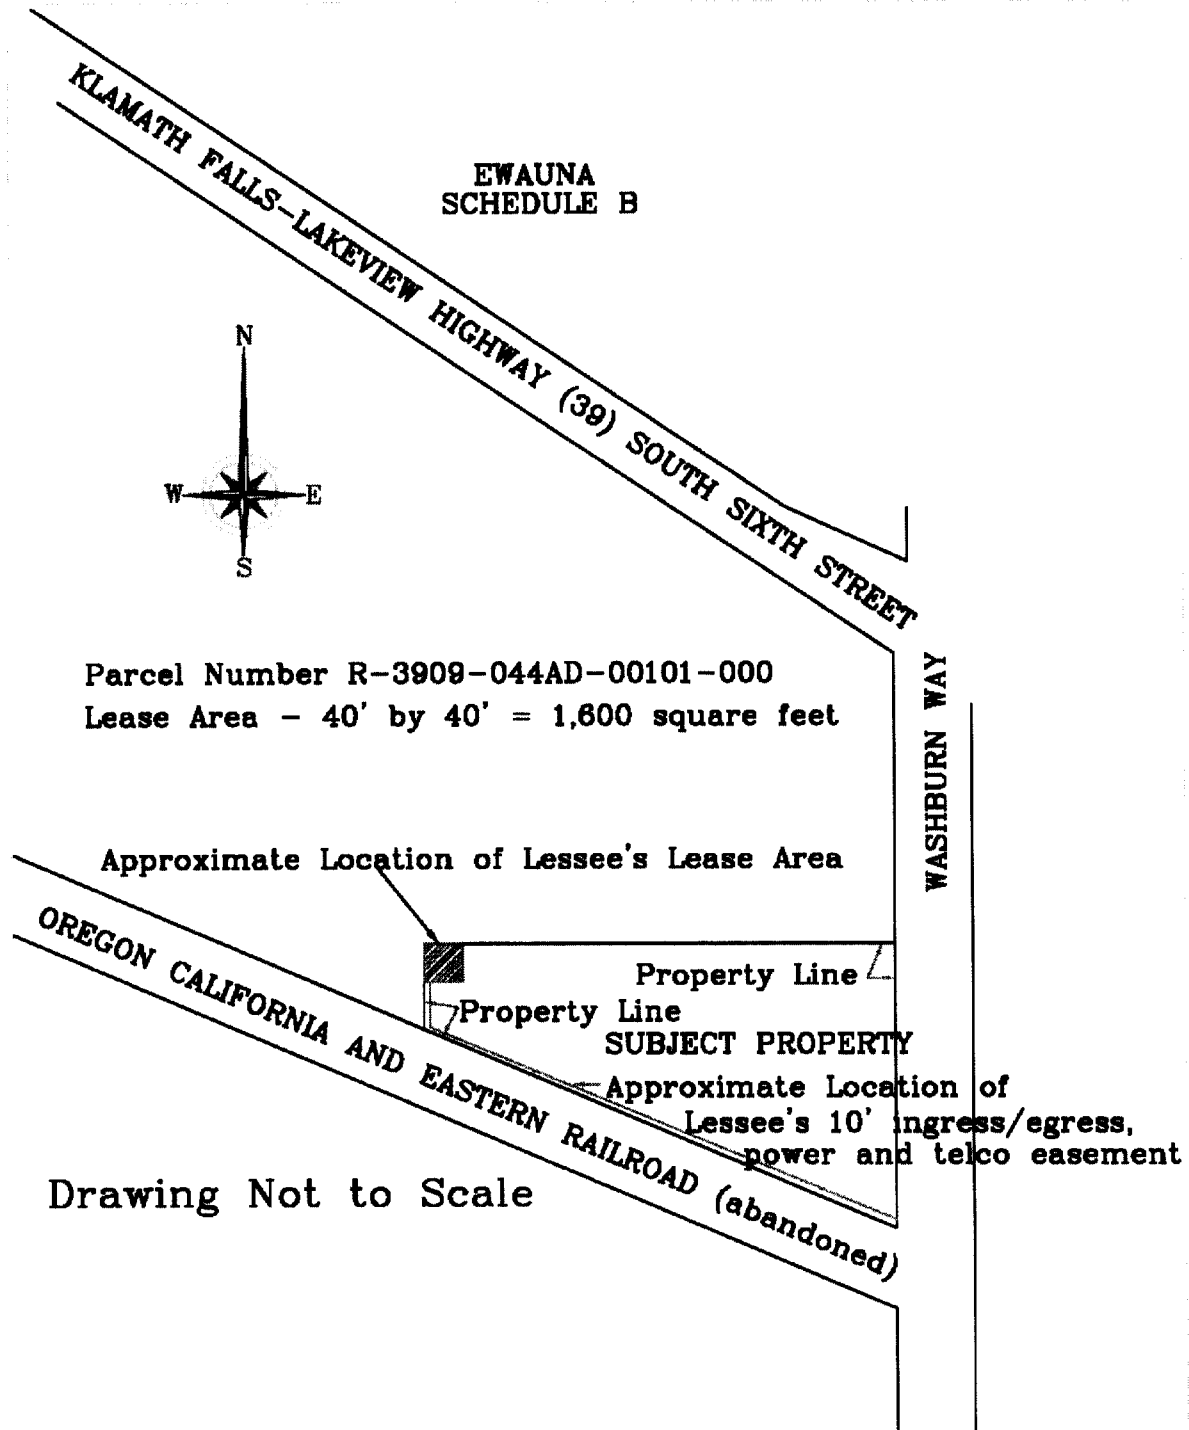 EWAUNA
SCHEDULE B
KLAMATH FALLS-LAKEVIEW HIGHWAY (39) SOUTH SIXTH STREET
N
W
E
S
WASHBURN WAY
Parcel Number R-3909-044AD-00101-000
Lease Area - 40' by 40' = 1,600 square feet
Approximate Location of Lessee's Lease Area
OREGON CALIFORNIA AND EASTERN RAILROAD (abandoned)
Property Line
Property Line
SUBJECT PROPERTY
Approximate Location of
Lessee's 10' ingress/egress,
power and telco easement
Drawing Not to Scale